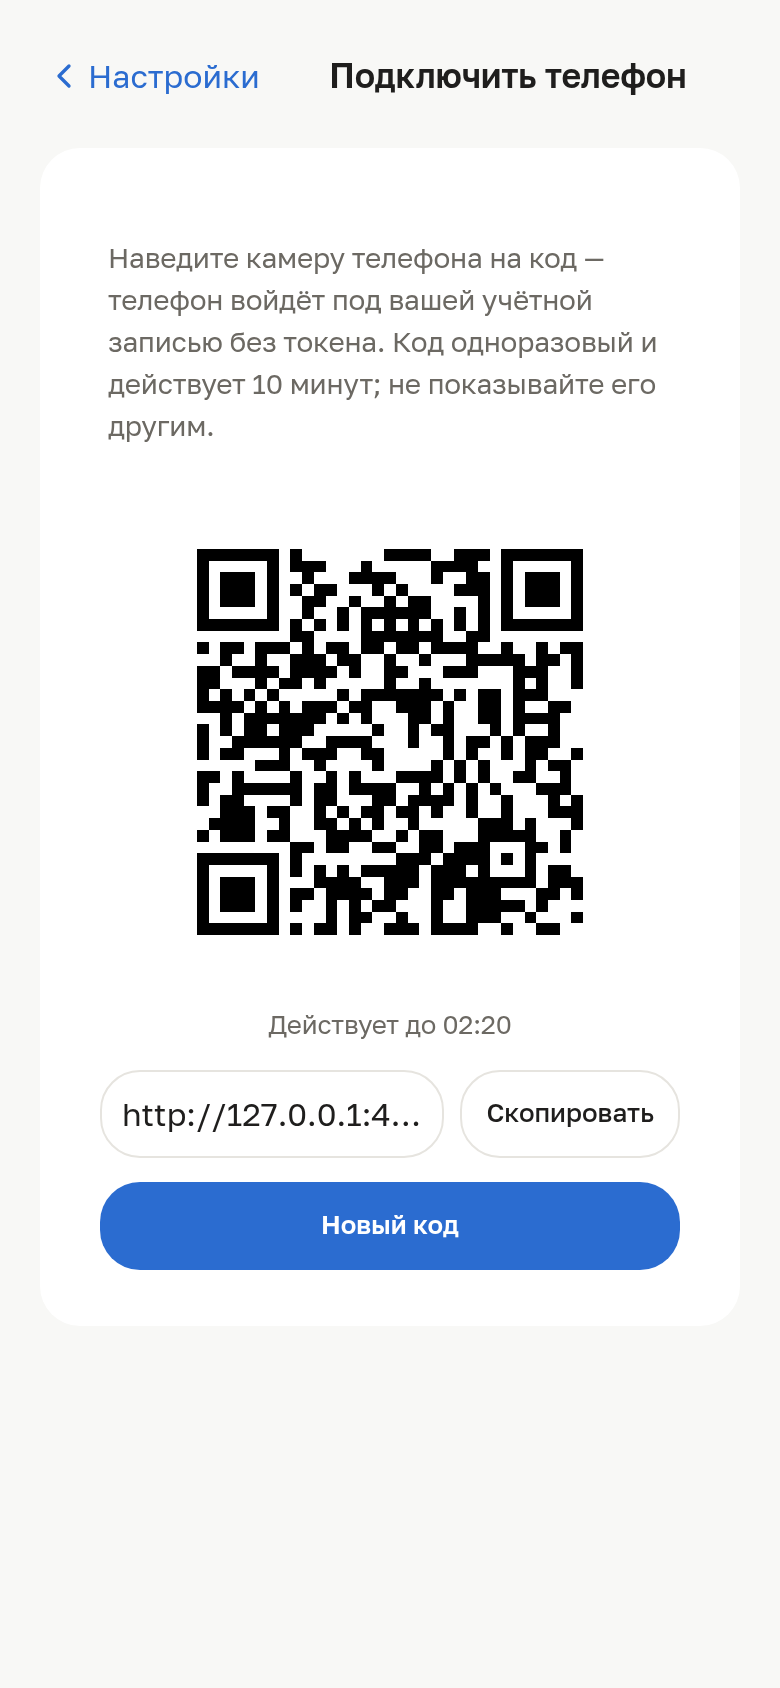 Настройки
Подключить телефон
Наведите камеру телефона на код —
телефон войдёт под вашей учётной
записью без токена. Код одноразовый и
действует 10 минут; не показывайте его
другим.
Действует до 02:20
http://127.0.0.1:4...
Скопировать
Новый код